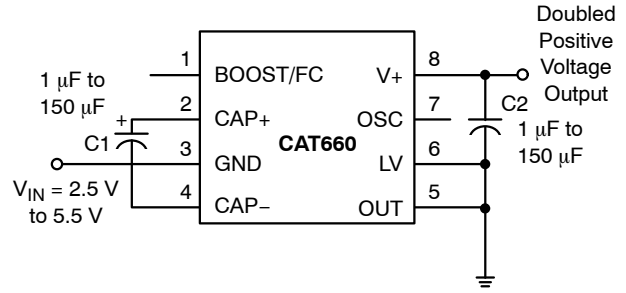 Doubled
Positive
Voltage
Output
1 µF to
150 µF
+
C1
VIN = 2.5 V
to 5.5 V
1
2
3
4
BOOST/FC
CAP+
GND
CAP−
CAT660
V+
OSC
LV
OUT
8
7
6
5
C2
1 µF to
150 µF